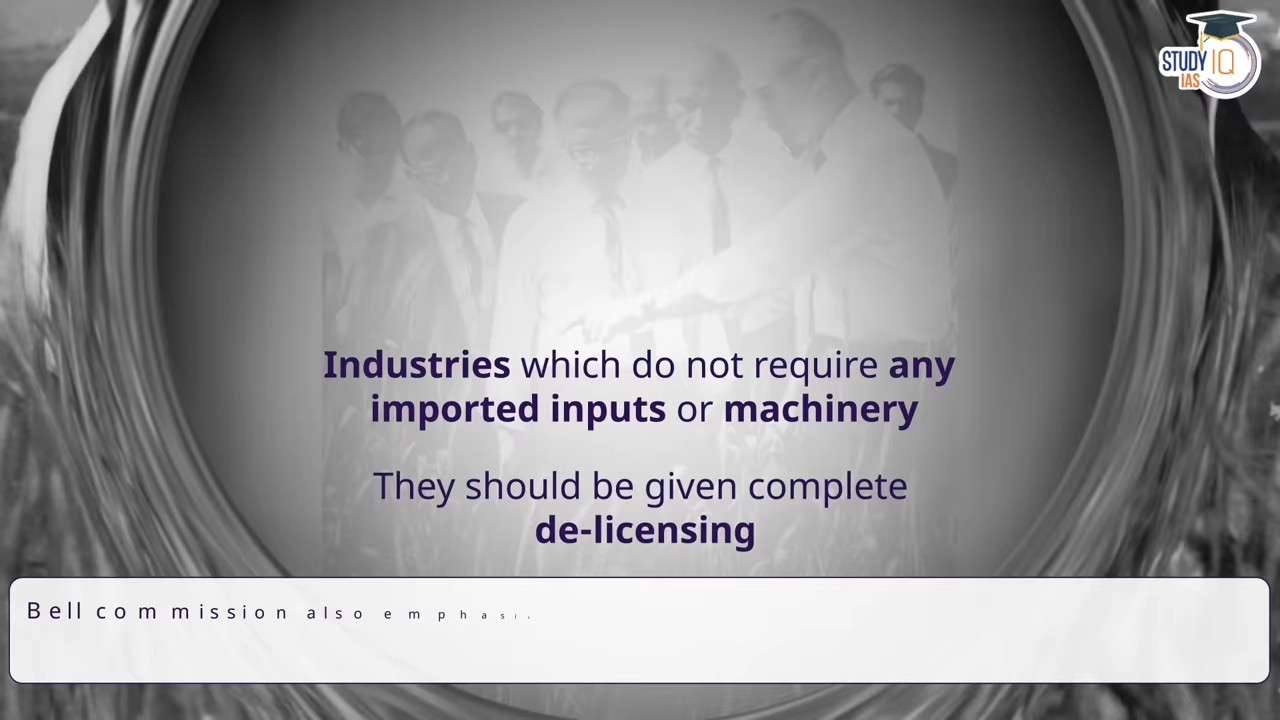 STUDY IQ
IAS
Industries which do not require any
imported inputs or machinery
They should be given complete
de-licensing
Bell commission also emphas